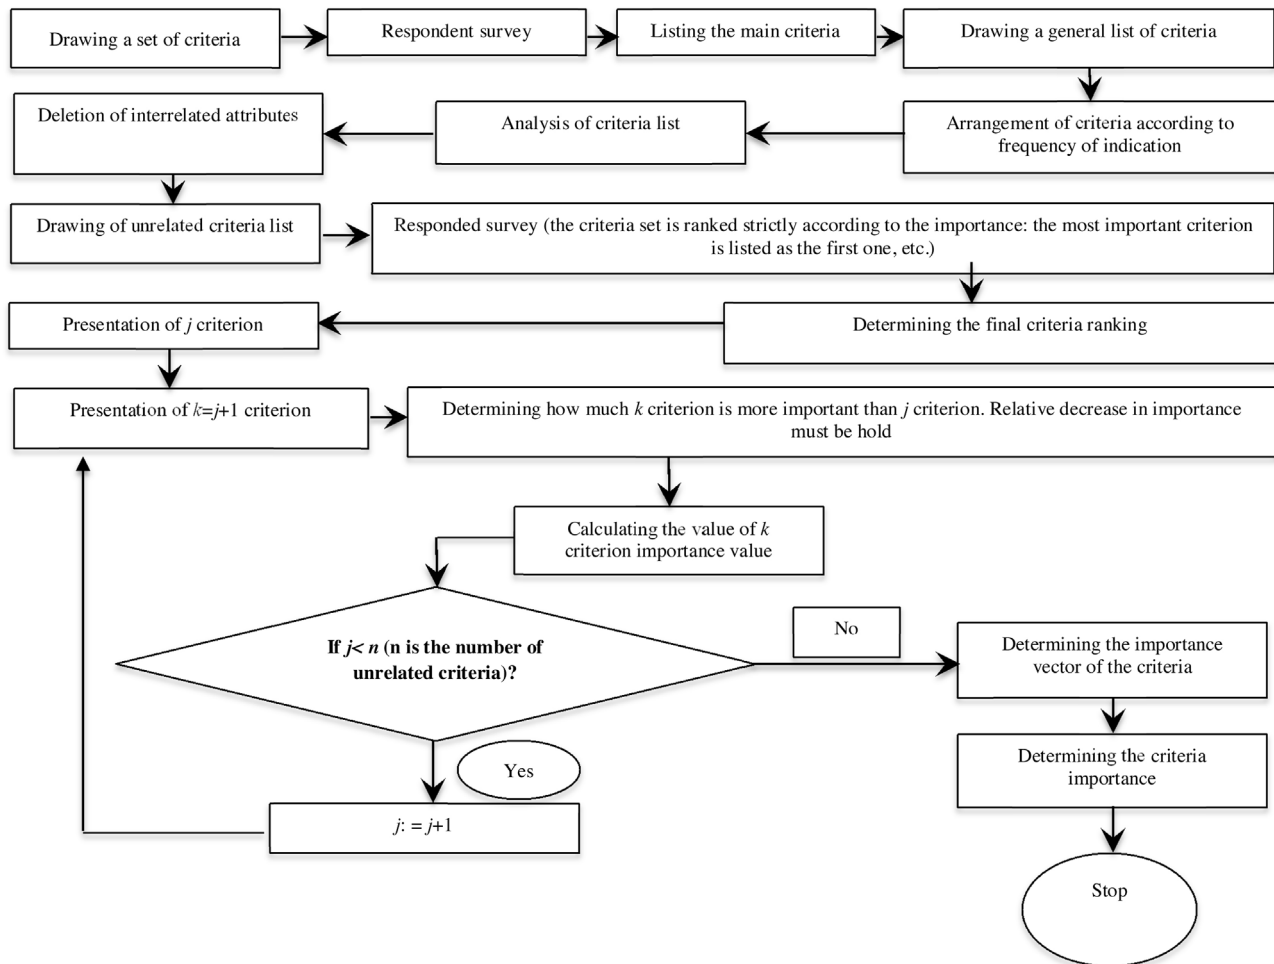 Drawing a set of criteria
Respondent survey
Listing the main criteria
Drawing a general list of criteria
Deletion of interrelated attributes
Analysis of criteria list
Arrangement of criteria according to
frequency of indication
Drawing of unrelated criteria list
Responded survey (the criteria set is ranked strictly according to the importance: the most important criterion
is listed as the first one, etc.)
Presentation of j criterion
Determining the final criteria ranking
Presentation of k=j+1 criterion
Determining how much k criterion is more important than j criterion. Relative decrease in importance
must be hold
Calculating the value of k
criterion importance value
If j< n (n is the number of
unrelated criteria)?
No
Determining the importance
vector of the criteria
Yes
Determining the criteria
importance
j: = j+1
Stop